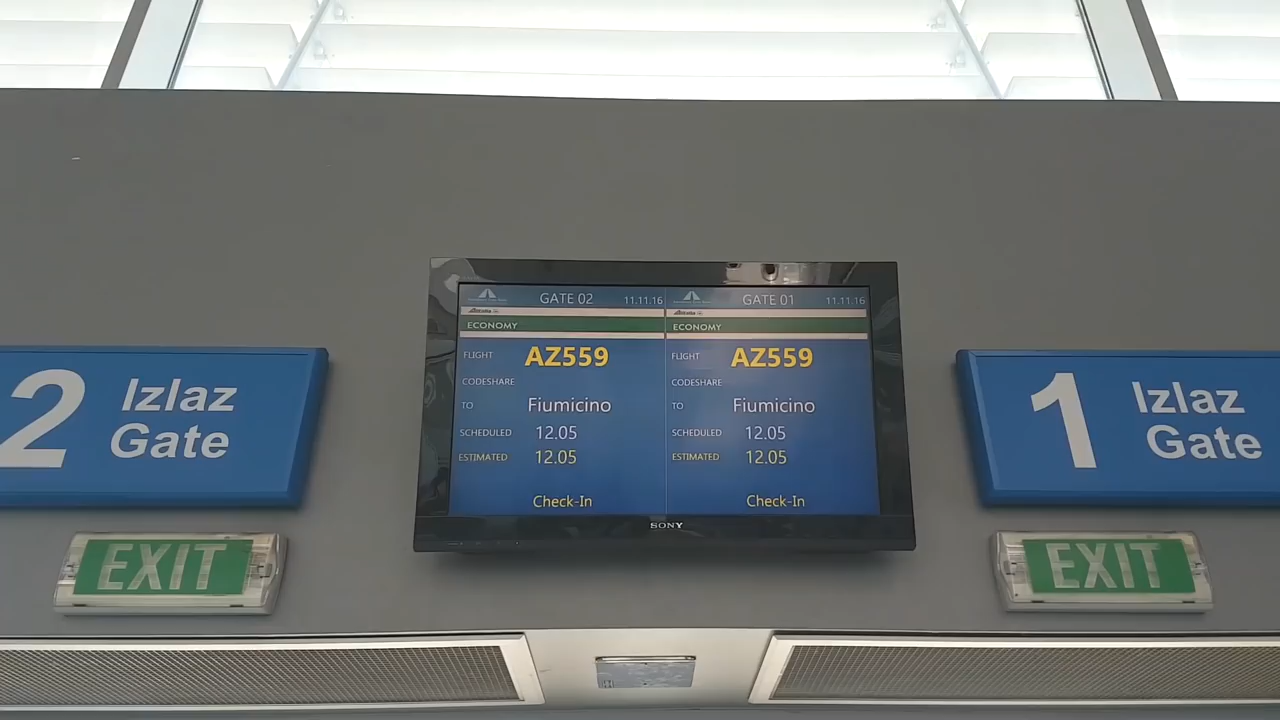 GATE 02 11.11.16
Alitalia
ECONOMY
FLIGHT AZ559
CODESHARE
TO Fiumicino
SCHEDULED 12.05
ESTIMATED 12.05
Check-In
GATE 01 11.11.16
Alitalia
ECONOMY
FLIGHT AZ559
CODESHARE
TO Fiumicino
SCHEDULED 12.05
ESTIMATED 12.05
Check-In
SONY
2 Izlaz
Gate
1 Izlaz
Gate
EXIT
EXIT